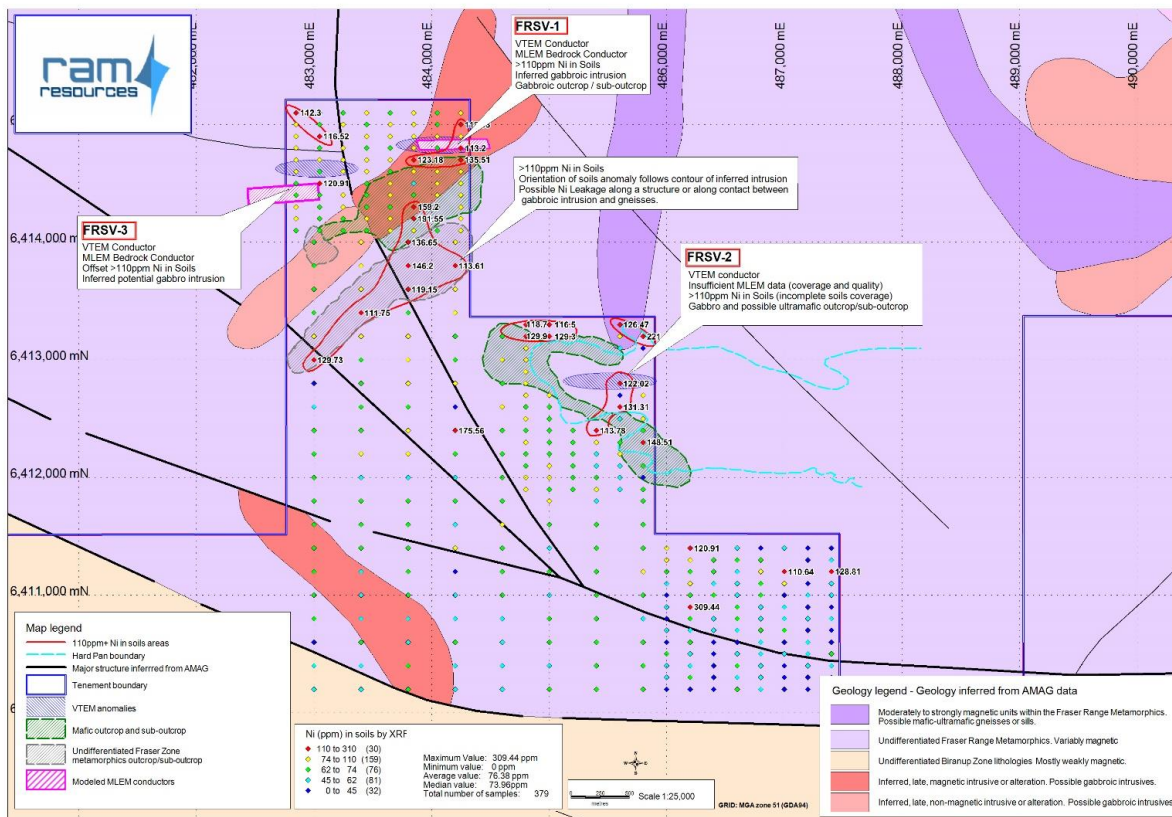 ram
resources
482,000 mE
483,000 mE
484,000 mE
486,000 mE
487,000 mE
488,000 mE
489,000 mE
490,000 mE
FRSV-1
VTEM Conductor
MLEM Bedrock Conductor
>110ppm Ni in Soils
Inferred gabbroic intrusion
Gabbroic outcrop / sub-outcrop
112.3
116.52
113.2
123.18
135.51
>110ppm Ni in Soils
Orientation of soils anomaly follows contour of inferred intrusion
Possible Ni Leakage along a structure or along contact between
gabbroic intrusion and gneisses.
120.91
159.2
191.55
6,414,000 mN
136.65
146.2
113.61
119.15
111.75
FRSV-3
VTEM Conductor
MLEM Bedrock Conductor
Offset >110ppm Ni in Soils
Inferred potential gabbro intrusion
FRSV-2
VTEM conductor
Insufficient MLEM data (coverage and quality)
>110ppm Ni in Soils (incomplete soils coverage)
Gabbro and possible ultramafic outcrop/sub-outcrop
118.7
116.5
126.47
129.9
129.3
221
6,413,000 mN
129.73
122.02
131.31
175.56
113.78
148.51
6,412,000 mN
120.91
110.64
128.81
6,411,000 mN
309.44
Map legend
110ppm+ Ni in soils areas
Hard Pan boundary
Major structure inferrred from AMAG
Tenement boundary
VTEM anomalies
Mafic outcrop and sub-outcrop
Undifferentiated Fraser Zone
metamorphics outcrop/sub-outcrop
Modeled MLEM conductors
Ni (ppm) in soils by XRF
110 to 310 (30)
74 to 110 (159)
62 to 74 (76)
45 to 62 (81)
0 to 45 (32)
Maximum Value: 309.44 ppm
Minimum value: 0 ppm
Average value: 76.38 ppm
Median value: 73.96ppm
Total number of samples: 379
0 250 500
metres
Scale 1:25,000
GRID: MGA zone 51 (GDA94)
Geology legend - Geology inferred from AMAG data
Moderately to strongly magnetic units within the Fraser Range Metamorphics.
Possible mafic-ultramafic gneisses or sills.
Undifferentiated Fraser Range Metamorphics. Variably magnetic
Undifferentiated Biranup Zone lithologies Mostly weakly magnetic.
Inferred, late, magnetic intrusive or alteration. Possible gabbroic intrusives.
Inferred, late, non-magnetic intrusive or alteration. Possible gabbroic intrusives